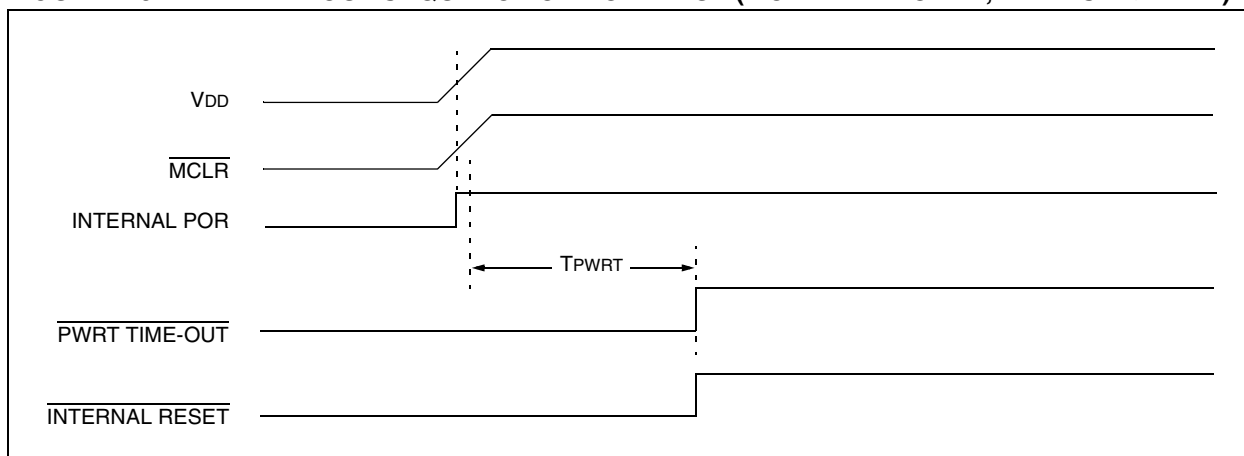 VDD
MCLR
INTERNAL POR
TPWRT
PWRT TIME-OUT
INTERNAL RESET